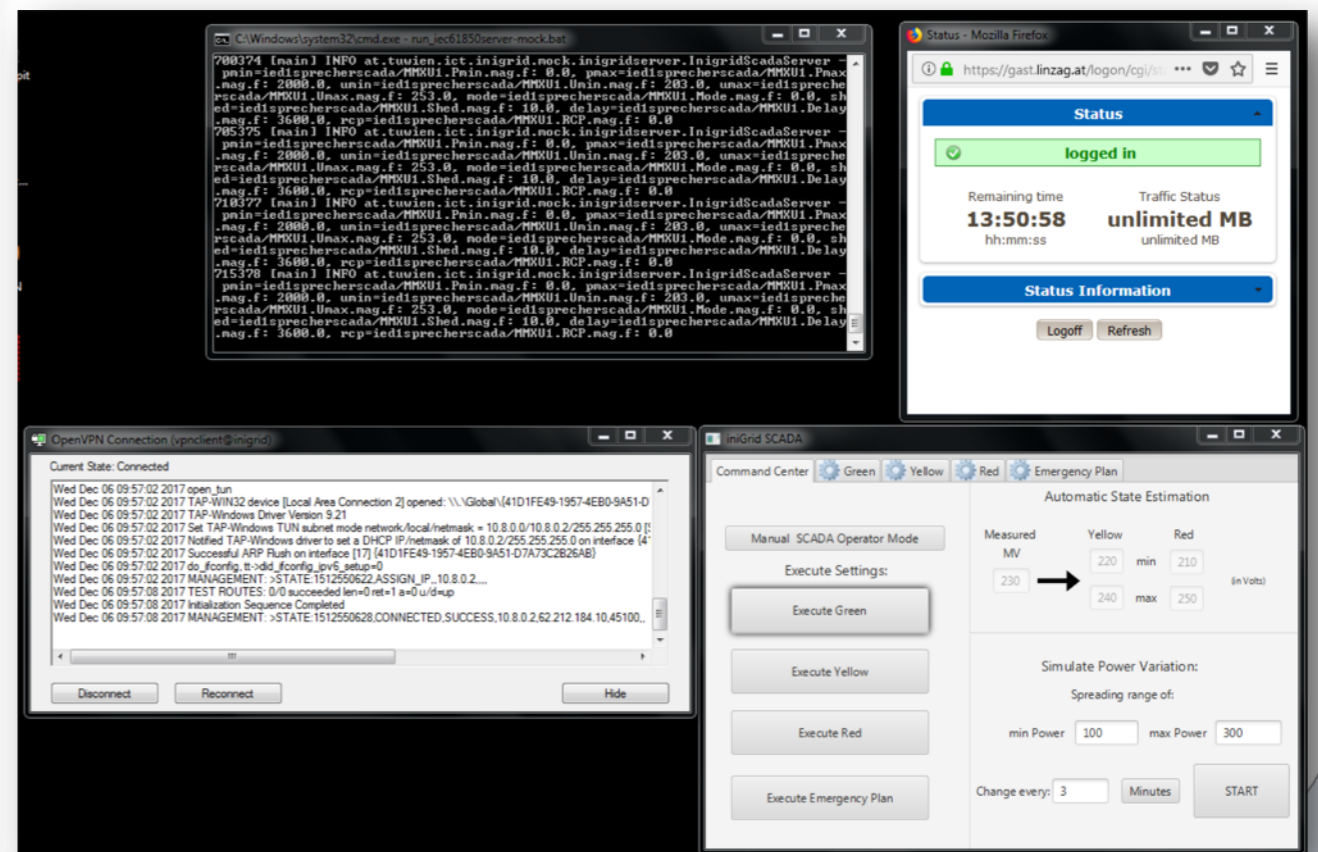 C:\Windows\system32\cmd.exe - run_iec61850server-mock.bat
700374 [main] INFO at.tuwien.ict.inigrid.mock.inigridserver.InigridScadaServer -
pmin=ied1sprecherscada/MMXU1.Pmin.mag.f: 0.0, pmax=ied1sprecherscada/MMXU1.Pmax
.mag.f: 2000.0, umin=ied1sprecherscada/MMXU1.Umin.mag.f: 203.0, umax=ied1spreche
rscada/MMXU1.Umax.mag.f: 253.0, mode=ied1sprecherscada/MMXU1.Mode.mag.f: 0.0, sh
ed=ied1sprecherscada/MMXU1.Shed.mag.f: 10.0, delay=ied1sprecherscada/MMXU1.Delay
.mag.f: 3600.0, rcp=ied1sprecherscada/MMXU1.RCP.mag.f: 0.0
705375 [main] INFO at.tuwien.ict.inigrid.mock.inigridserver.InigridScadaServer -
pmin=ied1sprecherscada/MMXU1.Pmin.mag.f: 0.0, pmax=ied1sprecherscada/MMXU1.Pmax
.mag.f: 2000.0, umin=ied1sprecherscada/MMXU1.Umin.mag.f: 203.0, umax=ied1spreche
rscada/MMXU1.Umax.mag.f: 253.0, mode=ied1sprecherscada/MMXU1.Mode.mag.f: 0.0, sh
ed=ied1sprecherscada/MMXU1.Shed.mag.f: 10.0, delay=ied1sprecherscada/MMXU1.Delay
.mag.f: 3600.0, rcp=ied1sprecherscada/MMXU1.RCP.mag.f: 0.0
710377 [main] INFO at.tuwien.ict.inigrid.mock.inigridserver.InigridScadaServer -
pmin=ied1sprecherscada/MMXU1.Pmin.mag.f: 0.0, pmax=ied1sprecherscada/MMXU1.Pmax
.mag.f: 2000.0, umin=ied1sprecherscada/MMXU1.Umin.mag.f: 203.0, umax=ied1spreche
rscada/MMXU1.Umax.mag.f: 253.0, mode=ied1sprecherscada/MMXU1.Mode.mag.f: 0.0, sh
ed=ied1sprecherscada/MMXU1.Shed.mag.f: 10.0, delay=ied1sprecherscada/MMXU1.Delay
.mag.f: 3600.0, rcp=ied1sprecherscada/MMXU1.RCP.mag.f: 0.0
715378 [main] INFO at.tuwien.ict.inigrid.mock.inigridserver.InigridScadaServer -
pmin=ied1sprecherscada/MMXU1.Pmin.mag.f: 0.0, pmax=ied1sprecherscada/MMXU1.Pmax
.mag.f: 2000.0, umin=ied1sprecherscada/MMXU1.Umin.mag.f: 203.0, umax=ied1spreche
rscada/MMXU1.Umax.mag.f: 253.0, mode=ied1sprecherscada/MMXU1.Mode.mag.f: 0.0, sh
ed=ied1sprecherscada/MMXU1.Shed.mag.f: 10.0, delay=ied1sprecherscada/MMXU1.Delay
.mag.f: 3600.0, rcp=ied1sprecherscada/MMXU1.RCP.mag.f: 0.0
Status - Mozilla Firefox
https://gast.linzag.at/logon/cgi/st
Status
logged in
Remaining time Traffic Status
13:50:58 unlimited MB
hh:mm:ss unlimited MB
Status Information
Logoff Refresh
OpenVPN Connection (vpnclient@inigrid)
Current State: Connected
Wed Dec 06 09:57:02 2017 open_tun
Wed Dec 06 09:57:02 2017 TAP-WIN32 device [Local Area Connection 2] opened: \\.\Global\{41D1FE49-1957-4EB0-9A51-D
Wed Dec 06 09:57:02 2017 TAP-Windows Driver Version 9.21
Wed Dec 06 09:57:02 2017 Set TAP-Windows TUN subnet mode network/local/netmask = 10.8.0.0/10.8.0.2/255.255.255.0 [
Wed Dec 06 09:57:02 2017 Notified TAP-Windows driver to set a DHCP IP/netmask of 10.8.0.2/255.255.255.0 on interface {4
Wed Dec 06 09:57:02 2017 Successful ARP Flush on interface [17] {41D1FE49-1957-4EB0-9A51-D7A73C2B26AB}
Wed Dec 06 09:57:02 2017 do_ifconfig, tt->did_ifconfig_ipv6_setup=0
Wed Dec 06 09:57:02 2017 MANAGEMENT: >STATE:1512550622,ASSIGN_IP,,10.8.0.2,,,,
Wed Dec 06 09:57:08 2017 TEST ROUTES: 0/0 succeeded len=0 ret=1 a=0 u/d=up
Wed Dec 06 09:57:08 2017 Initialization Sequence Completed
Wed Dec 06 09:57:08 2017 MANAGEMENT: >STATE:1512550628,CONNECTED,SUCCESS,10.8.0.2,62.212.184.10,45100,,
Disconnect Reconnect Hide
iniGrid SCADA
Command Center Green Yellow Red Emergency Plan
Manual SCADA Operator Mode
Execute Settings:
Execute Green
Execute Yellow
Execute Red
Execute Emergency Plan
Automatic State Estimation
Measured Yellow Red
MV 220 min 210
230 (in Volts)
240 max 250
Simulate Power Variation:
Spreading range of:
min Power 100 max Power 300
Change every: 3 Minutes START